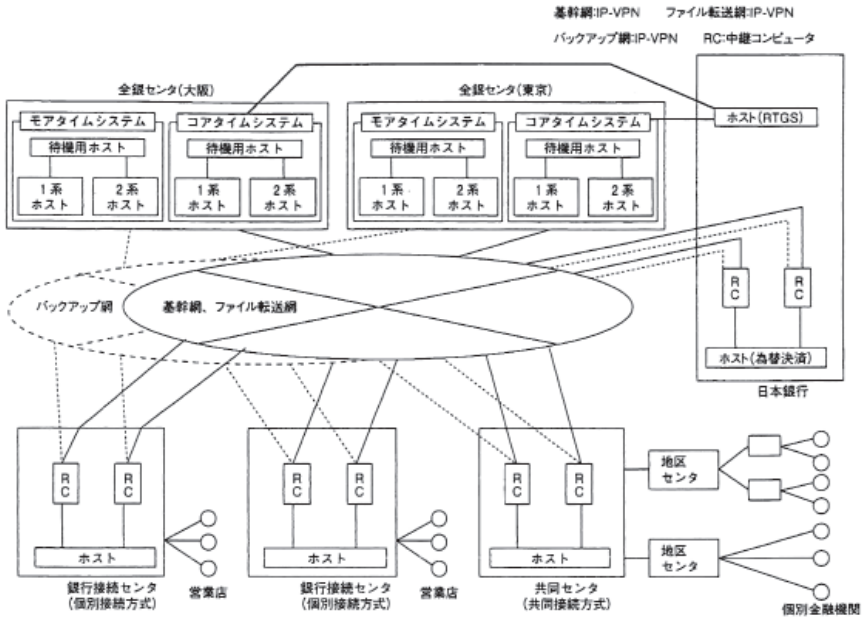 基幹網:IP-VPN ファイル転送網:IP-VPN
バックアップ網:IP-VPN RC:中継コンピュータ
全銀センタ(大阪)
全銀センタ(東京)
モアタイムシステム
コアタイムシステム
モアタイムシステム
コアタイムシステム
ホスト(RTGS)
待機用ホスト
待機用ホスト
待機用ホスト
待機用ホスト
1系
ホスト
2系
ホスト
1系
ホスト
2系
ホスト
1系
ホスト
2系
ホスト
1系
ホスト
2系
ホスト
バックアップ網
基幹網、ファイル転送網
RC
RC
ホスト(為替決済)
日本銀行
RC
RC
ホスト
銀行接続センタ
(個別接続方式)
営業店
RC
RC
ホスト
銀行接続センタ
(個別接続方式)
営業店
RC
RC
ホスト
共同センタ
(共同接続方式)
地区
センタ
地区
センタ
個別金融機関